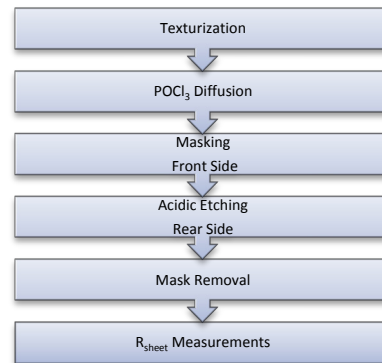 Texturization
POCl₃ Diffusion
Masking
Front Side
Acidic Etching
Rear Side
Mask Removal
Rsheet Measurements